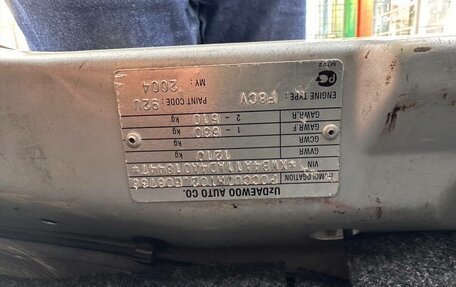 UzDAEWOO AUTO CO.
HOMOLOGATION
VIN
GVWR 1210 kg
GCWR kg
GAWR.F 1 - 660 kg
GAWR.R 2 - 610 kg
ENGINE TYPE: F8CV
PAINT CODE: 92U
MY: 2004